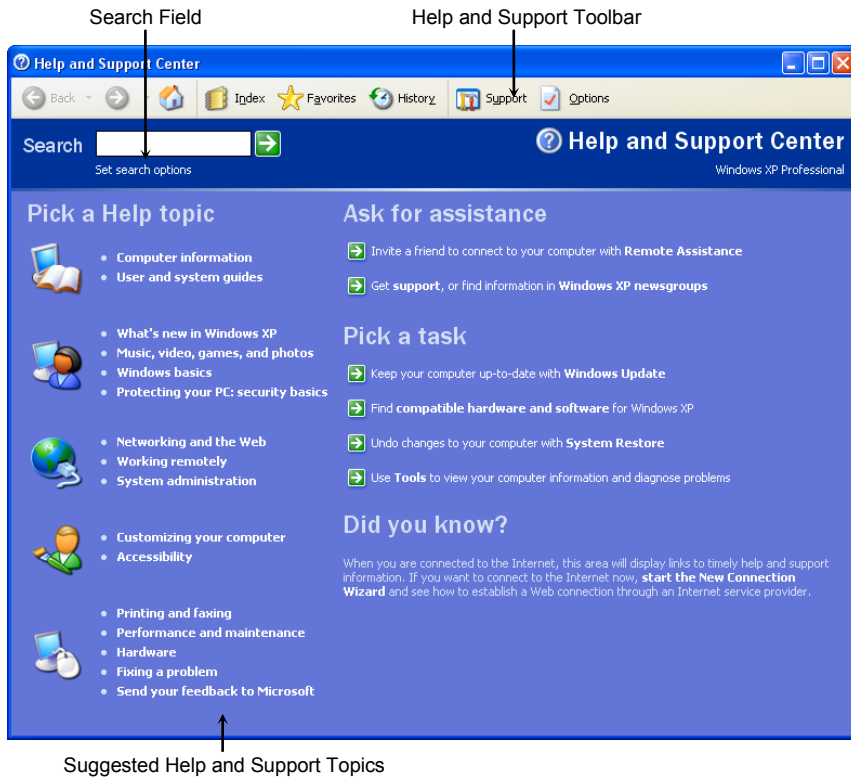 Search Field
Help and Support Toolbar
Help and Support Center
Back
Index
Favorites
History
Support
Options
Search
Set search options
Help and Support Center
Windows XP Professional
Pick a Help topic
Computer information
User and system guides
What's new in Windows XP
Music, video, games, and photos
Windows basics
Protecting your PC: security basics
Networking and the Web
Working remotely
System administration
Customizing your computer
Accessibility
Printing and faxing
Performance and maintenance
Hardware
Fixing a problem
Send your feedback to Microsoft
Ask for assistance
Invite a friend to connect to your computer with Remote Assistance
Get support, or find information in Windows XP newsgroups
Pick a task
Keep your computer up-to-date with Windows Update
Find compatible hardware and software for Windows XP
Undo changes to your computer with System Restore
Use Tools to view your computer information and diagnose problems
Did you know?
When you are connected to the Internet, this area will display links to timely help and support
information. If you want to connect to the Internet now, start the New Connection
Wizard and see how to establish a Web connection through an Internet service provider.
Suggested Help and Support Topics